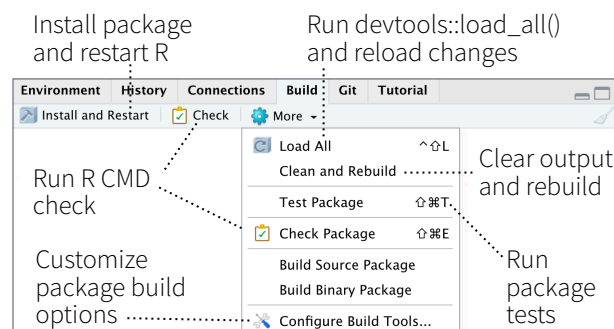 Install package
and restart R
Run devtools::load_all()
and reload changes
Environment History Connections Build Git Tutorial
Install and Restart Check More
Load All ^⇧L
Clean and Rebuild
Clear output
and rebuild
Run R CMD
check
Test Package ⇧⌘T
Check Package ⇧⌘E
Customize
package build
options
Build Source Package
Build Binary Package
Run
package
tests
Configure Build Tools...